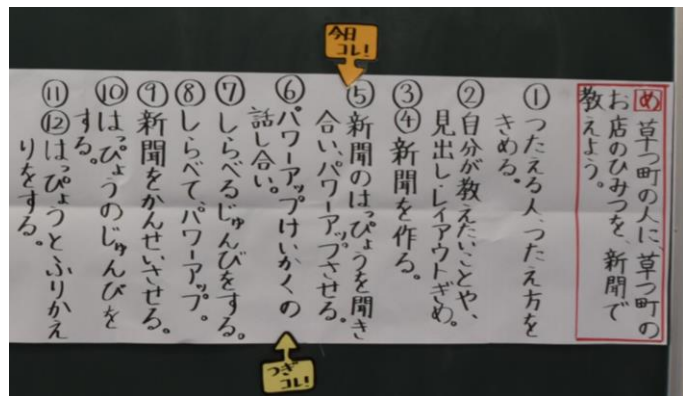 今日
コレ!
め 草つ町の人に、草つ町の
お店のひみつを、新聞で
教えよう。
① つたえる人、つたえ方を
きめる。
② 自分が教えたいことや、
見出し・レイアウトぎめ。
③④ 新聞を作る。
⑤ 新聞のはっぴょうを聞き
合い、パワーアップさせる。
⑥ パワーアップけいかくの
話し合い。
⑦ しらべるじゅんびをする。
⑧ しらべて、パワーアップ。
⑨ 新聞をかんせいさせる。
⑩ はっぴょうのじゅんびを
する。
⑪⑫ はっぴょうとふりかえ
りをする。
つぎ
コレ!